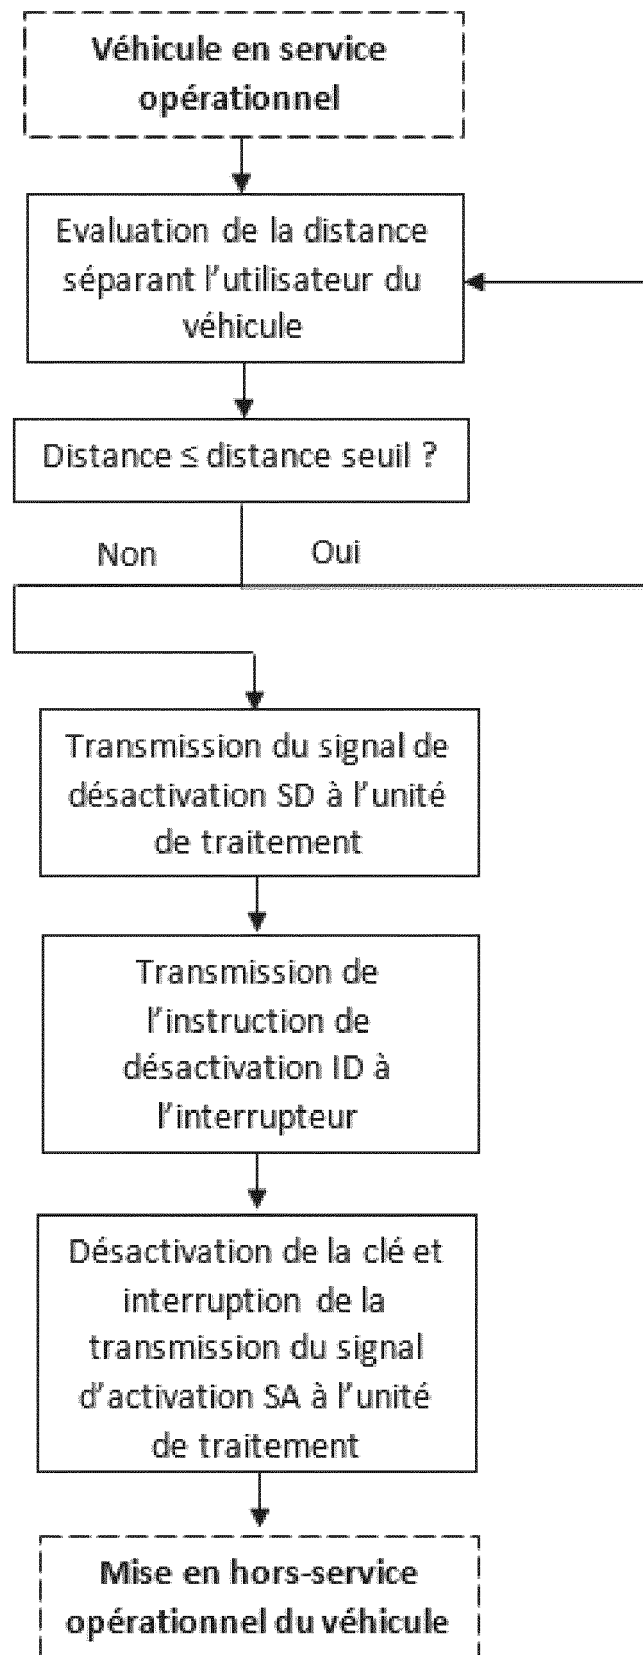 Véhicule en service
opérationnel
Evaluation de la distance
séparant l'utilisateur du
véhicule
Distance ≤ distance seuil ?
Non
Oui
Transmission du signal de
désactivation SD à l'unité
de traitement
Transmission de
l'instruction de
désactivation ID à
l'interrupteur
Désactivation de la clé et
interruption de la
transmission du signal
d'activation SA à l'unité
de traitement
Mise en hors-service
opérationnel du véhicule